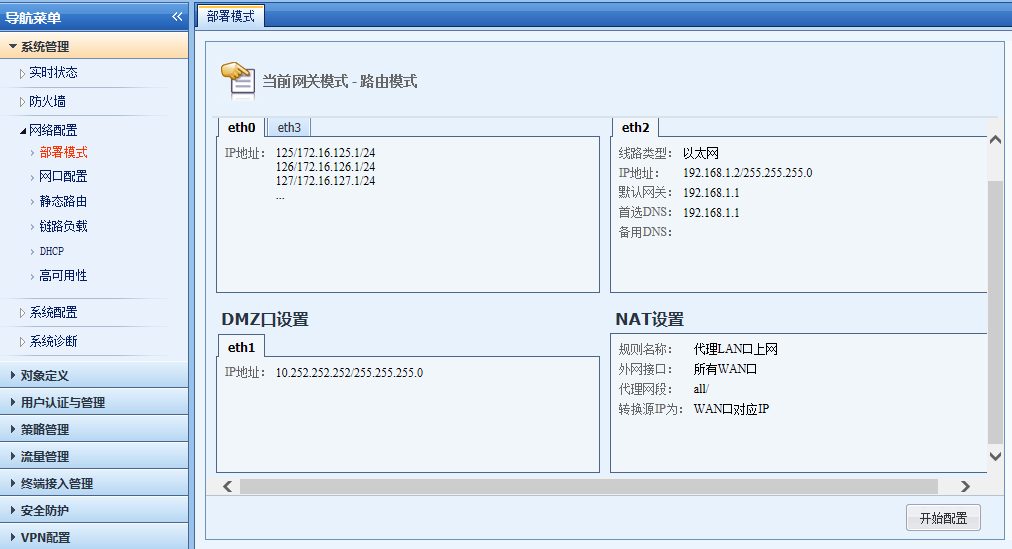 导航菜单
系统管理
实时状态
防火墙
网络配置
部署模式
网口配置
静态路由
链路负载
DHCP
高可用性
系统配置
系统诊断
对象定义
用户认证与管理
策略管理
流量管理
终端接入管理
安全防护
VPN配置
部署模式
当前网关模式 - 路由模式
eth0 eth3
IP地址: 125/172.16.125.1/24
126/172.16.126.1/24
127/172.16.127.1/24
...
eth2
线路类型: 以太网
IP地址: 192.168.1.2/255.255.255.0
默认网关: 192.168.1.1
首选DNS: 192.168.1.1
备用DNS:
DMZ口设置
eth1
IP地址: 10.252.252.252/255.255.255.0
NAT设置
规则名称: 代理LAN口上网
外网接口: 所有WAN口
代理网段: all/
转换源IP为: WAN口对应IP
开始配置